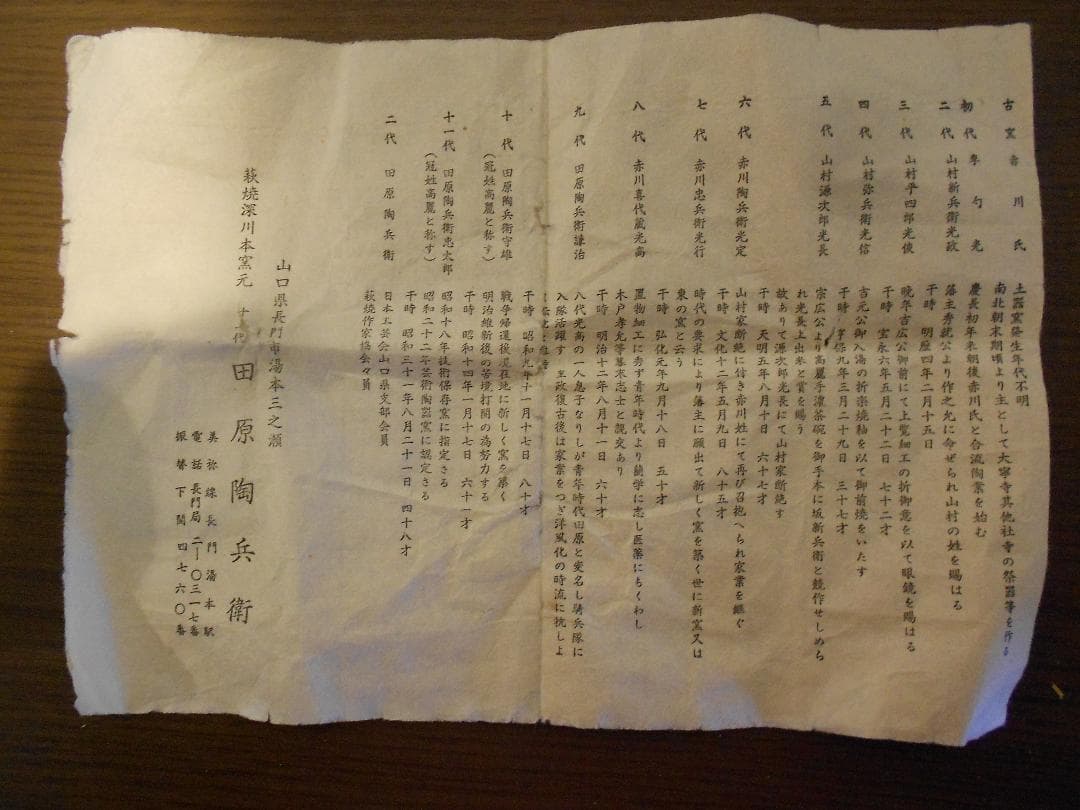 古窯赤川氏
土器窯発生年代不明
南北朝末期頃より主として大寧寺其他社寺の祭器等を作る
初代 李勺光
慶長初年来朝後赤川氏と合流陶業を始む
二代 山村新兵衛光政
藩主秀就公より作之允に命ぜられ山村の姓を賜はる
干時 明歴四年二月十五日
三代 山村平四郎光俊
晩年吉広公御前にて上覧細工の折御意を以て眼鏡を賜はる
干時 宝永六年五月二十二日 七十二才
四代 山村弥兵衛光信
吉元公御入湯の折楽焼釉を以て御前焼をいたす
干時 享保九年三月二十九日 三十七才
五代 山村源次郎光長
宗広公より高麗手濃茶碗を御手本に坂新兵衛と競作せしめら
れ光長上出来と賞を賜う
故ありて源次郎光長にて山村家断絶す
干時 天明五年八月十日 六十七才
六代 赤川陶兵衛光定
山村家断絶に付き赤川姓にて再び召抱へられ家業を継ぐ
干時 文化十二年五月九日 八十五才
七代 赤川忠兵衛光行
時代の要求により藩主に願出て新しく窯を築く世に新窯又は
東の窯と云う
干時 弘化元年九月十八日 五十才
八代 赤川喜代蔵光高
置物細工に秀ず青年時代より蘭学に志し医薬にもくわし
木戸孝允等幕末志士と親交あり
干時 明治十二年八月十一日 六十才
九代 田原陶兵衛謙治
八代光高の一人息子なりしが青年時代田原と変名し騎兵隊に
入隊活躍す 王政復古後は家業をつぎ洋風化の時流に抗しよ
干時 昭和九年十一月十七日 八十才
十代 田原陶兵衛守雄
(冠姓高麗と称す)
戦争帰還後現在地に新しく窯を築く
明治維新後の苦境打開の為努力する
干時 昭和十四年一月十七日 六十一才
十一代 田原陶兵衛忠太郎
(冠姓高麗と称す)
昭和十八年技術保存窯に指定さる
昭和二十二年芸術陶器窯に認定さる
干時 昭和三十一年八月二十一日 四十八才
二代 田原陶兵衛
日本工芸会山口県支部会員
萩焼作家協会々員
山口県長門市湯本三之瀬
萩焼深川本窯元 十二代 田原陶兵衛
美祢線長門湯本駅
電話 長門局 二―〇三一七番
振替下関四七六〇番